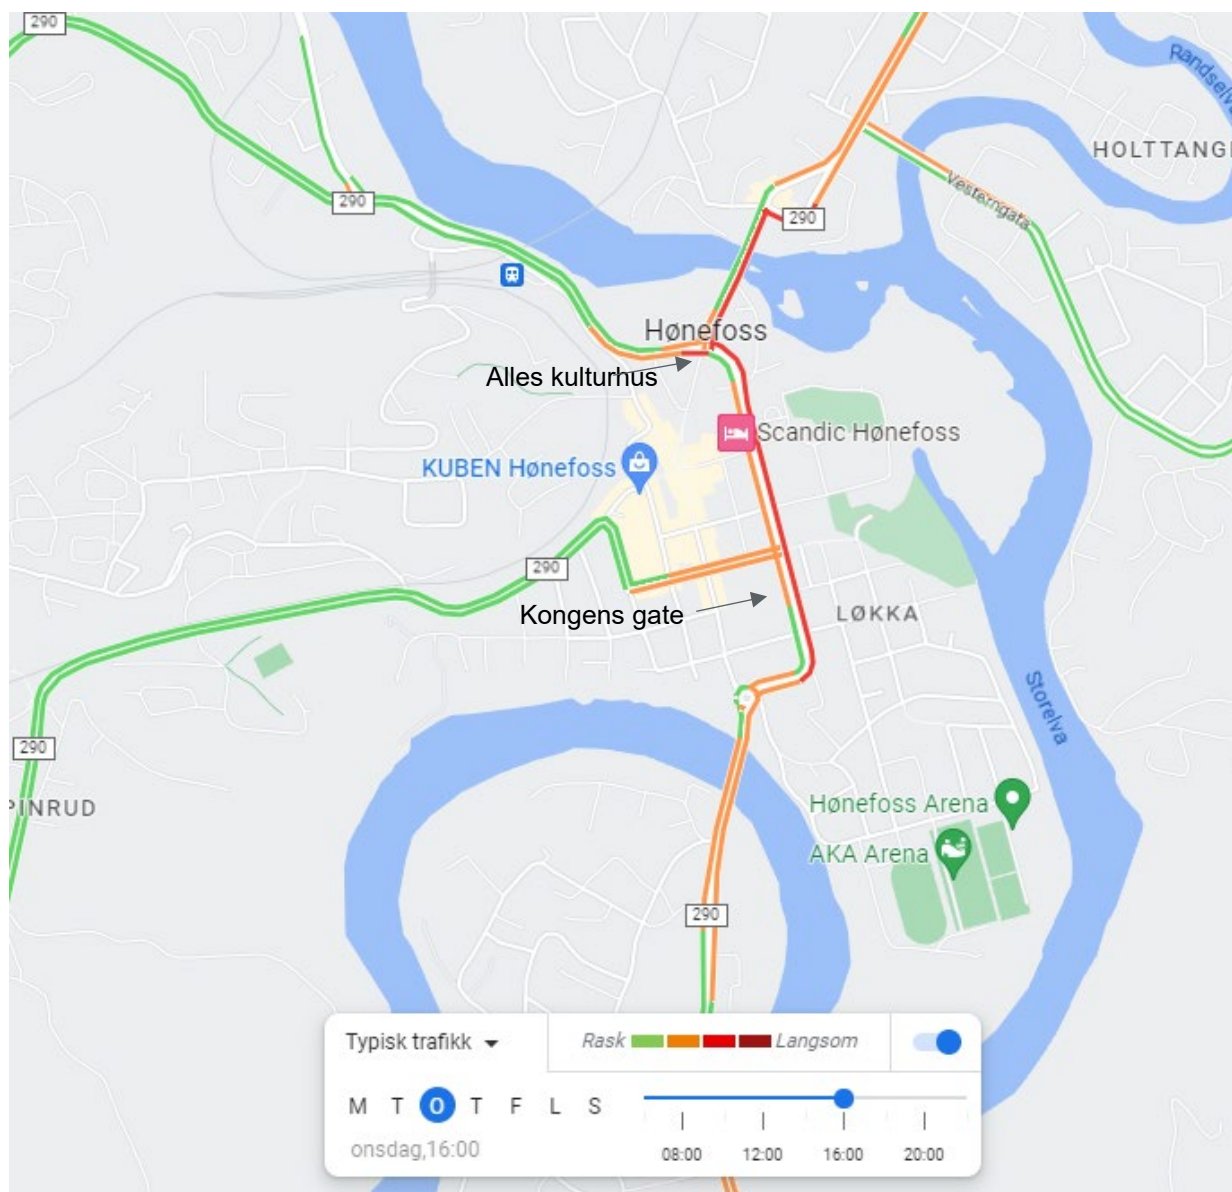 290
Randselva
HOLTTANG
290
Vesterngata
290
Hønefoss
Alles kulturhus
Scandic Hønefoss
KUBEN Hønefoss
290
Kongens gate
LØKKA
Storelva
290
PINRUD
Hønefoss Arena
AKA Arena
290
Typisk trafikk
Rask Langsom
M T O T F L S
onsdag,16:00
08:00 12:00 16:00 20:00